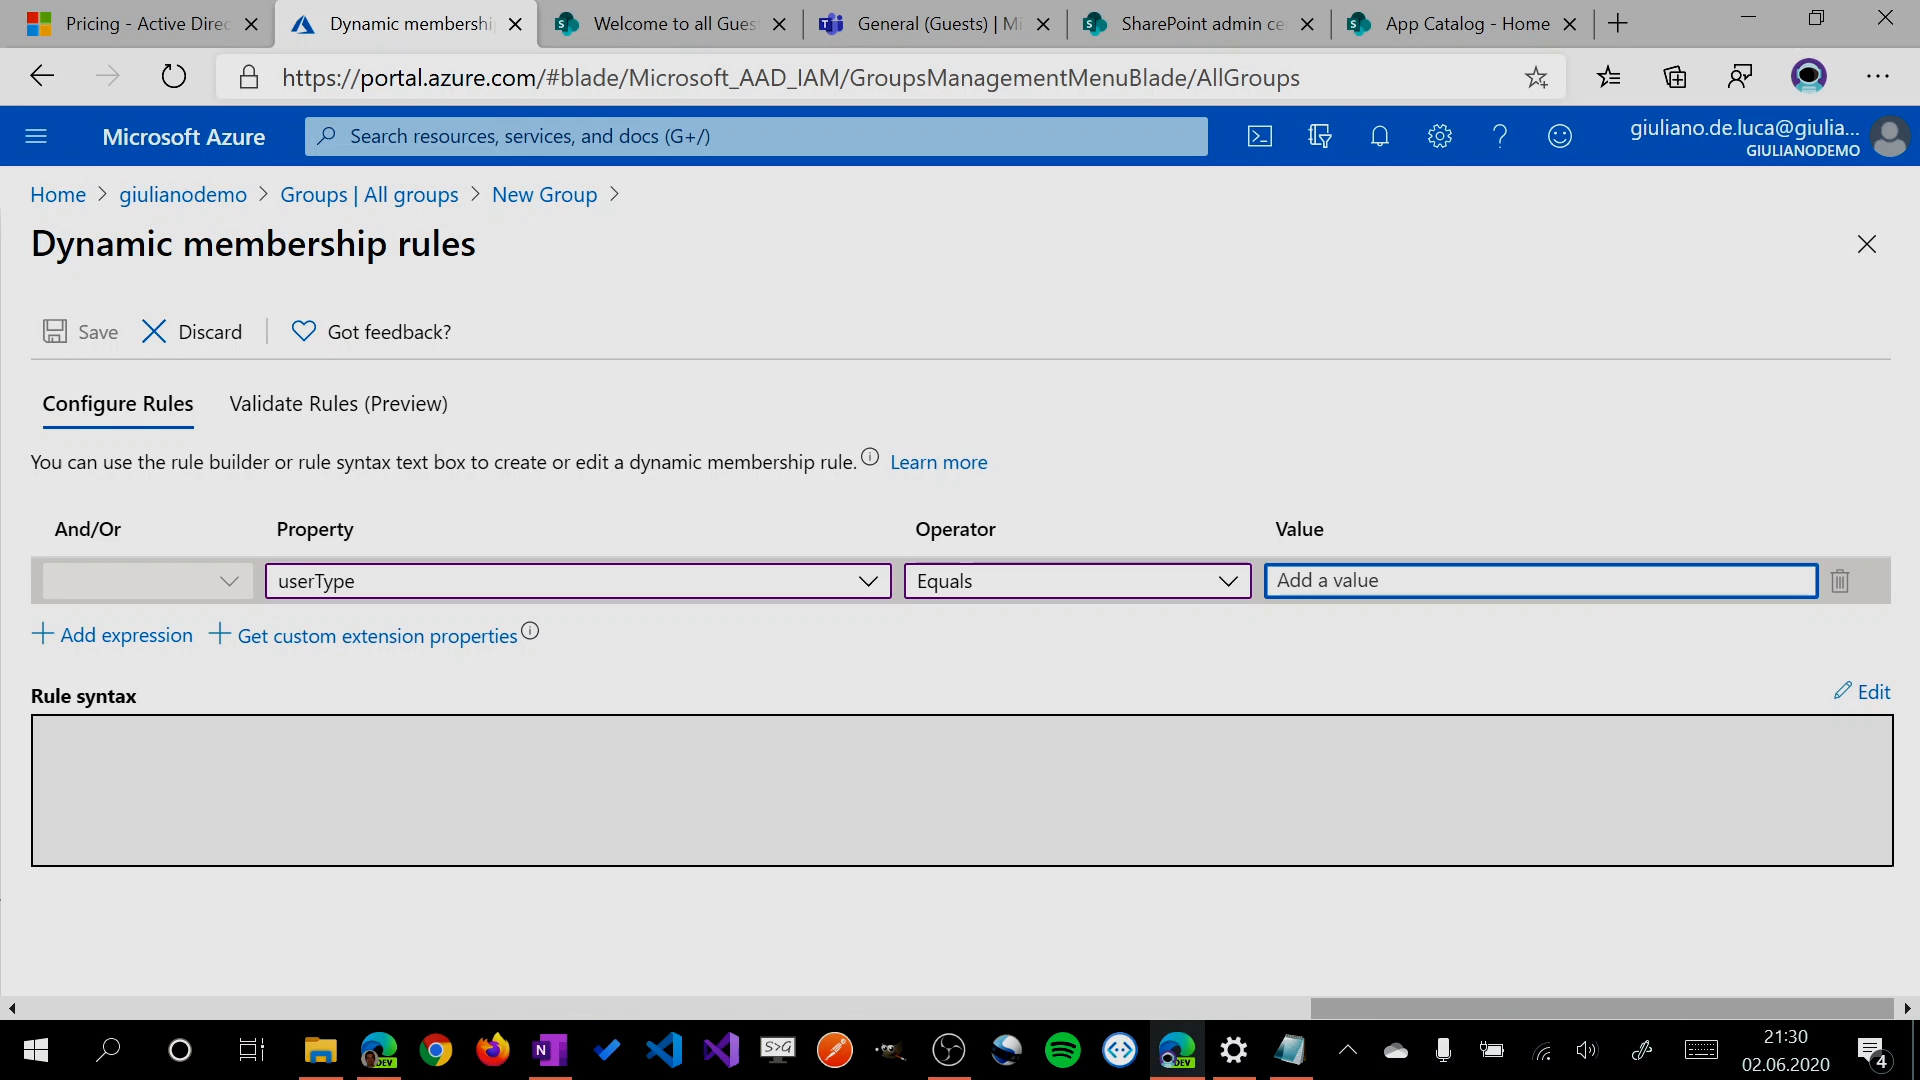 Pricing - Active Direc
Dynamic membershi
Welcome to all Gues
General (Guests) | Mi
SharePoint admin ce
App Catalog - Home
https://portal.azure.com/#blade/Microsoft_AAD_IAM/GroupsManagementMenuBlade/AllGroups
Microsoft Azure
Search resources, services, and docs (G+/)
giuliano.de.luca@giulia...
GIULIANODEMO
Home > giulianodemo > Groups | All groups > New Group >
Dynamic membership rules
Save
Discard
Got feedback?
Configure Rules
Validate Rules (Preview)
You can use the rule builder or rule syntax text box to create or edit a dynamic membership rule. Learn more
And/Or
Property
Operator
Value
userType
Equals
Add a value
Add expression
Get custom extension properties
Rule syntax
Edit
DEV
N
S>G
DEV
21:30
02.06.2020
4